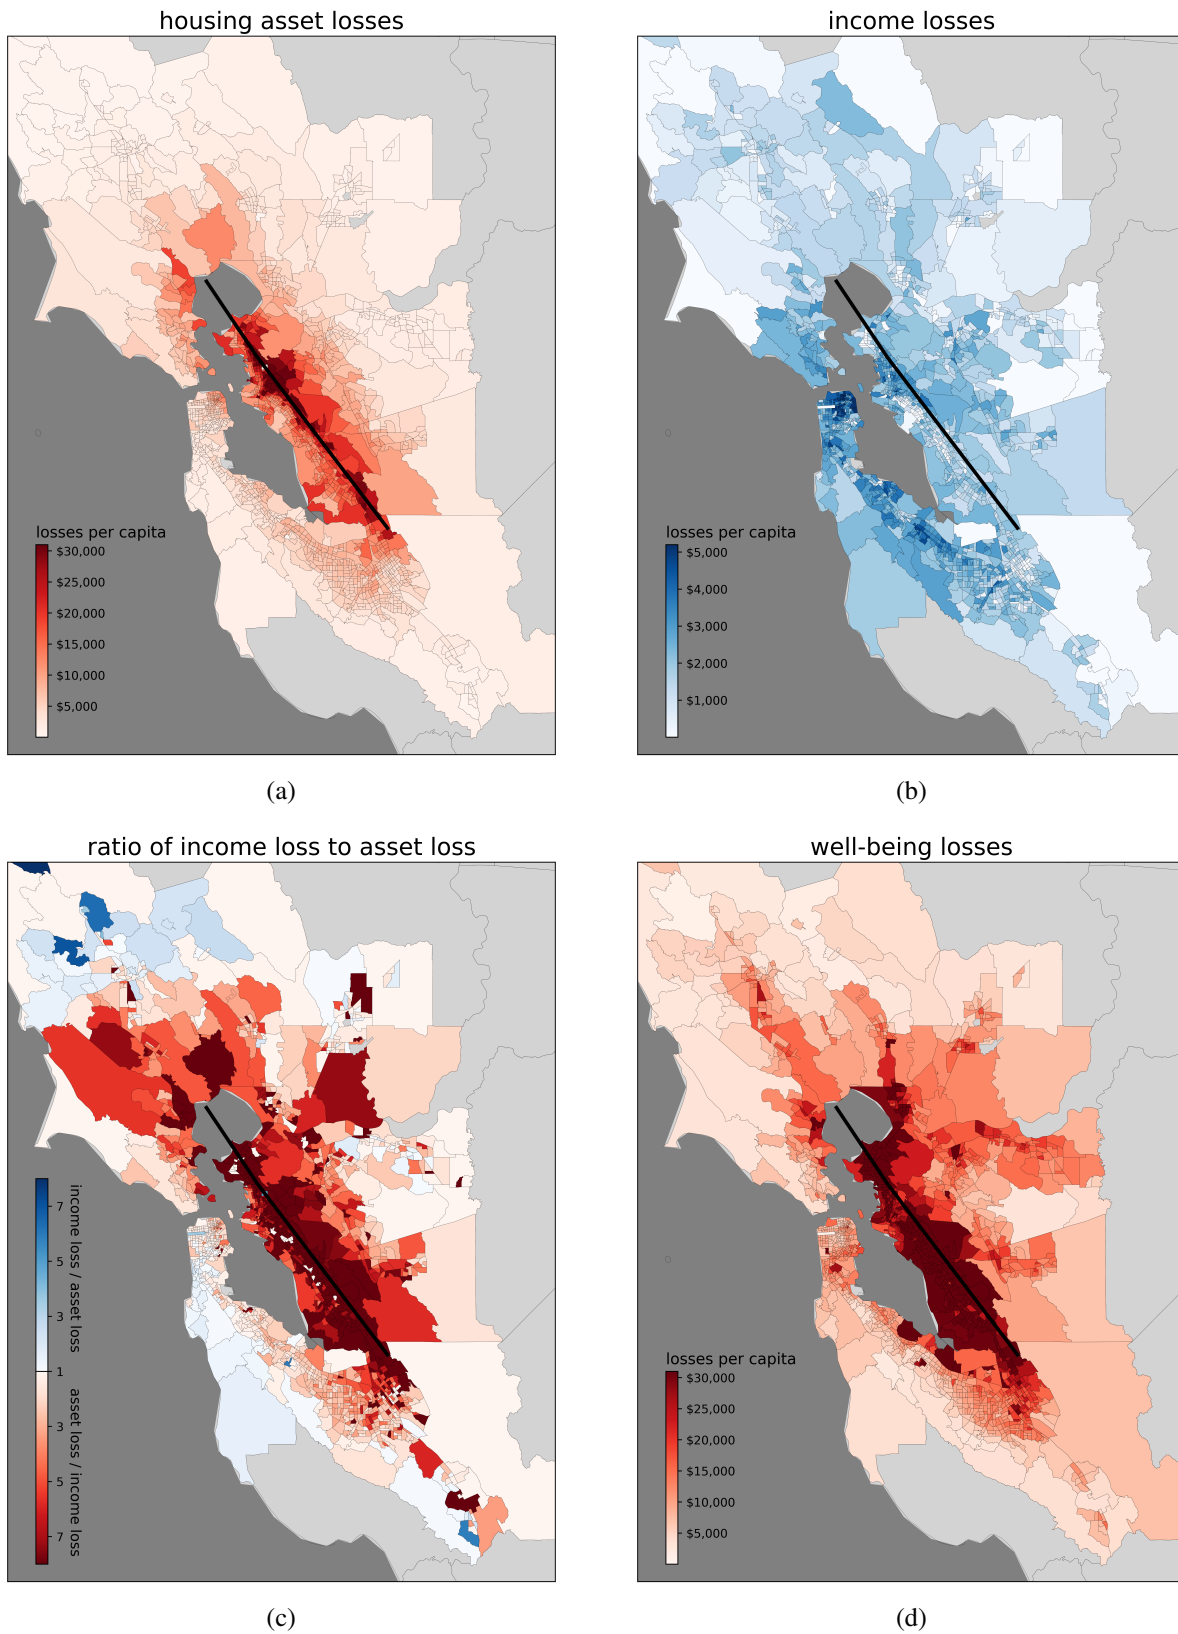 housing asset losses
income losses
losses per capita
$30,000
$25,000
$20,000
$15,000
$10,000
$5,000
losses per capita
$5,000
$4,000
$3,000
$2,000
$1,000
(a)
(b)
ratio of income loss to asset loss
well-being losses
7
5
3
1
3
5
7
income loss / asset loss
asset loss / income loss
losses per capita
$30,000
$25,000
$20,000
$15,000
$10,000
$5,000
(c)
(d)